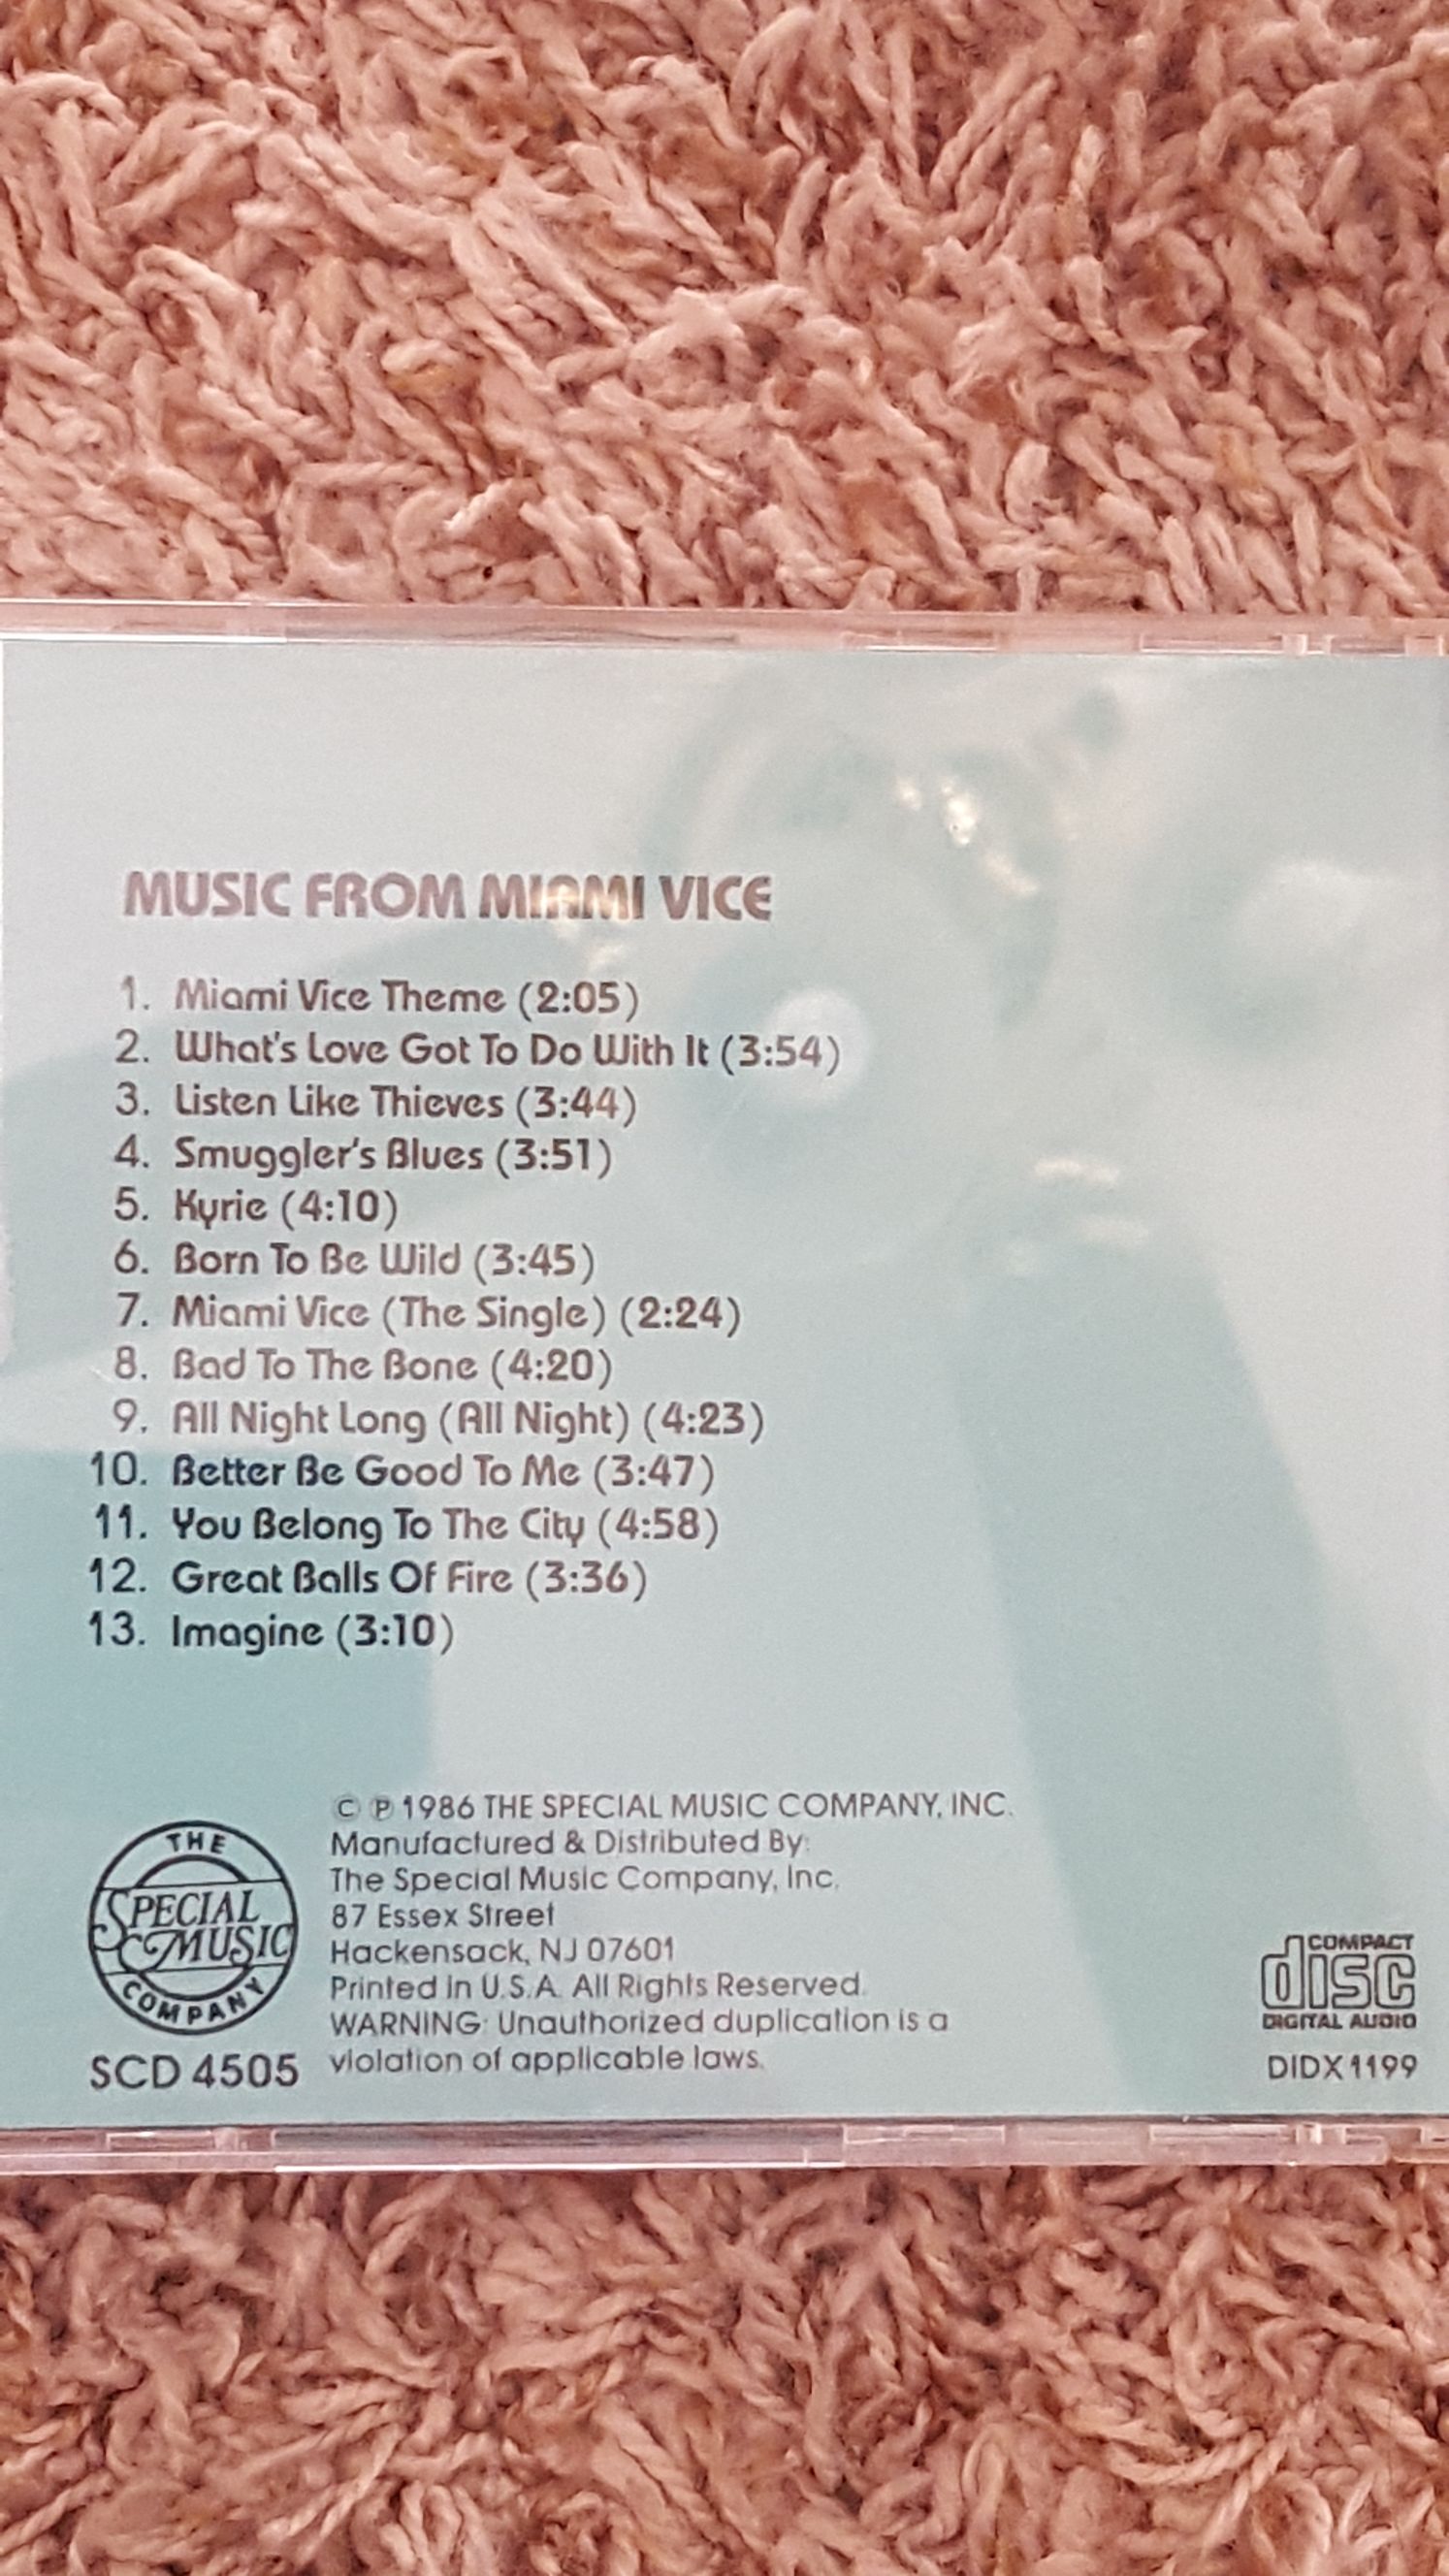 MUSIC FROM MIAMI VICE
1. Miami Vice Theme (2:05)
2. What's Love Got To Do With It (3:54)
3. Listen Like Thieves (3:44)
4. Smuggler's Blues (3:51)
5. Kyrie (4:10)
6. Born To Be Wild (3:45)
7. Miami Vice (The Single) (2:24)
8. Bad To The Bone (4:20)
9. All Night Long (All Night) (4:23)
10. Better Be Good To Me (3:47)
11. You Belong To The City (4:58)
12. Great Balls Of Fire (3:36)
13. Imagine (3:10)
© ℗ 1986 THE SPECIAL MUSIC COMPANY, INC.
Manufactured & Distributed By:
The Special Music Company, Inc.
87 Essex Street
Hackensack, NJ 07601
Printed In U.S.A. All Rights Reserved.
WARNING: Unauthorized duplication is a
violation of applicable laws.
THE
SPECIAL
MUSIC
COMPANY
SCD 4505
COMPACT
disc
DIGITAL AUDIO
DIDX 1199